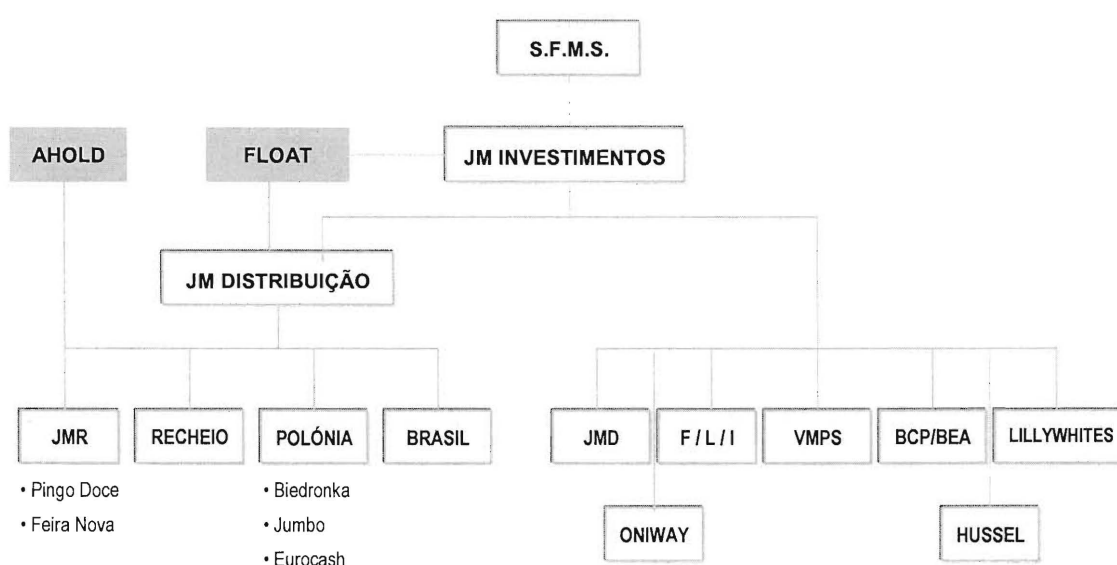 S.F.M.S.
AHOLD
FLOAT
JM INVESTIMENTOS
JM DISTRIBUIÇÃO
JMR
RECHEIO
POLÓNIA
BRASIL
JMD
F / L / I
VMPS
BCP/BEA
LILLYWHITES
• Pingo Doce
• Feira Nova
• Biedronka
• Jumbo
• Eurocash
ONIWAY
HUSSEL